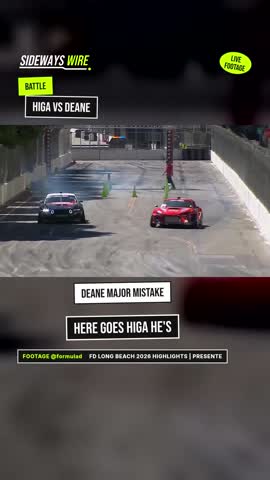 SIDEWAYS WIRE.
LIVE
FOOTAGE
BATTLE
HIGA VS DEANE
DEANE MAJOR MISTAKE
HERE GOES HIGA HE'S
FOOTAGE @formulad FD LONG BEACH 2026 HIGHLIGHTS | PRESENTE